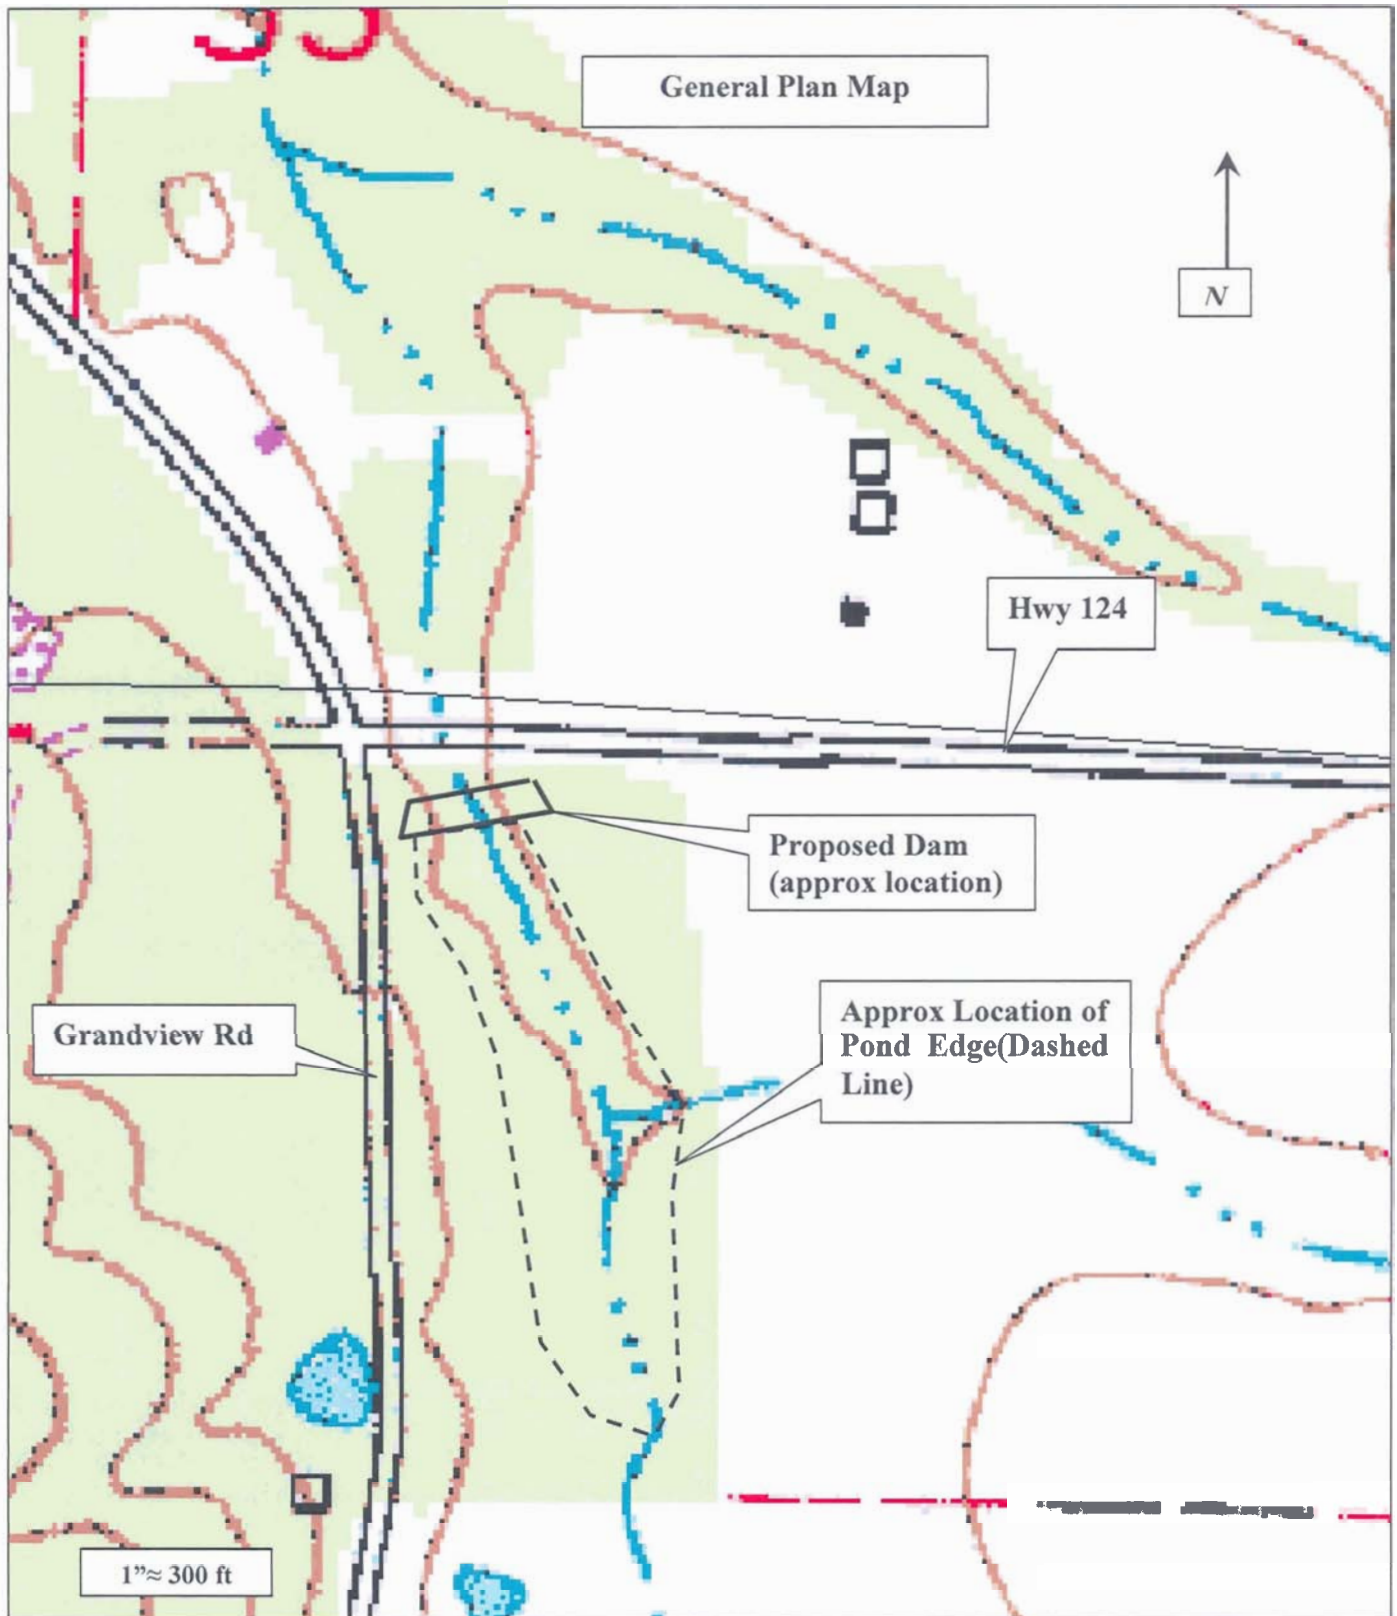 General Plan Map
N
Hwy 124
Proposed Dam
(approx location)
Approx Location of
Pond Edge(Dashed
Line)
Grandview Rd
1”≈ 300 ft